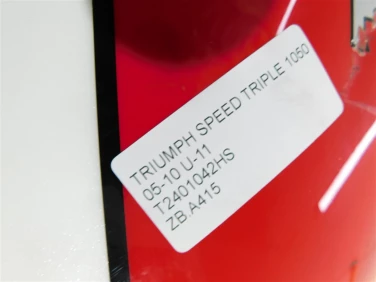 TRIUMPH SPEED TRIPLE 1050
05-10 U-11
T2401042HS
ZB.A415